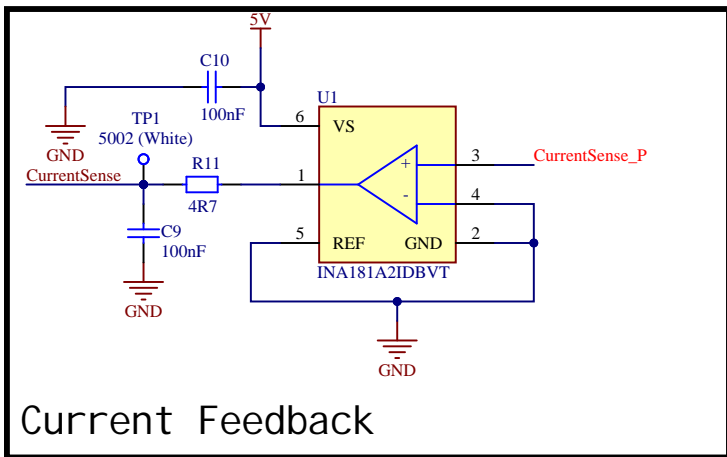 5V
C10
100nF
U1
TP1
5002 (White)
6
VS
GND
CurrentSense
R11
4R7
1
+
3
CurrentSense_P
-
4
C9
100nF
5
REF
GND
2
INA181A2IDBVT
GND
GND
Current Feedback